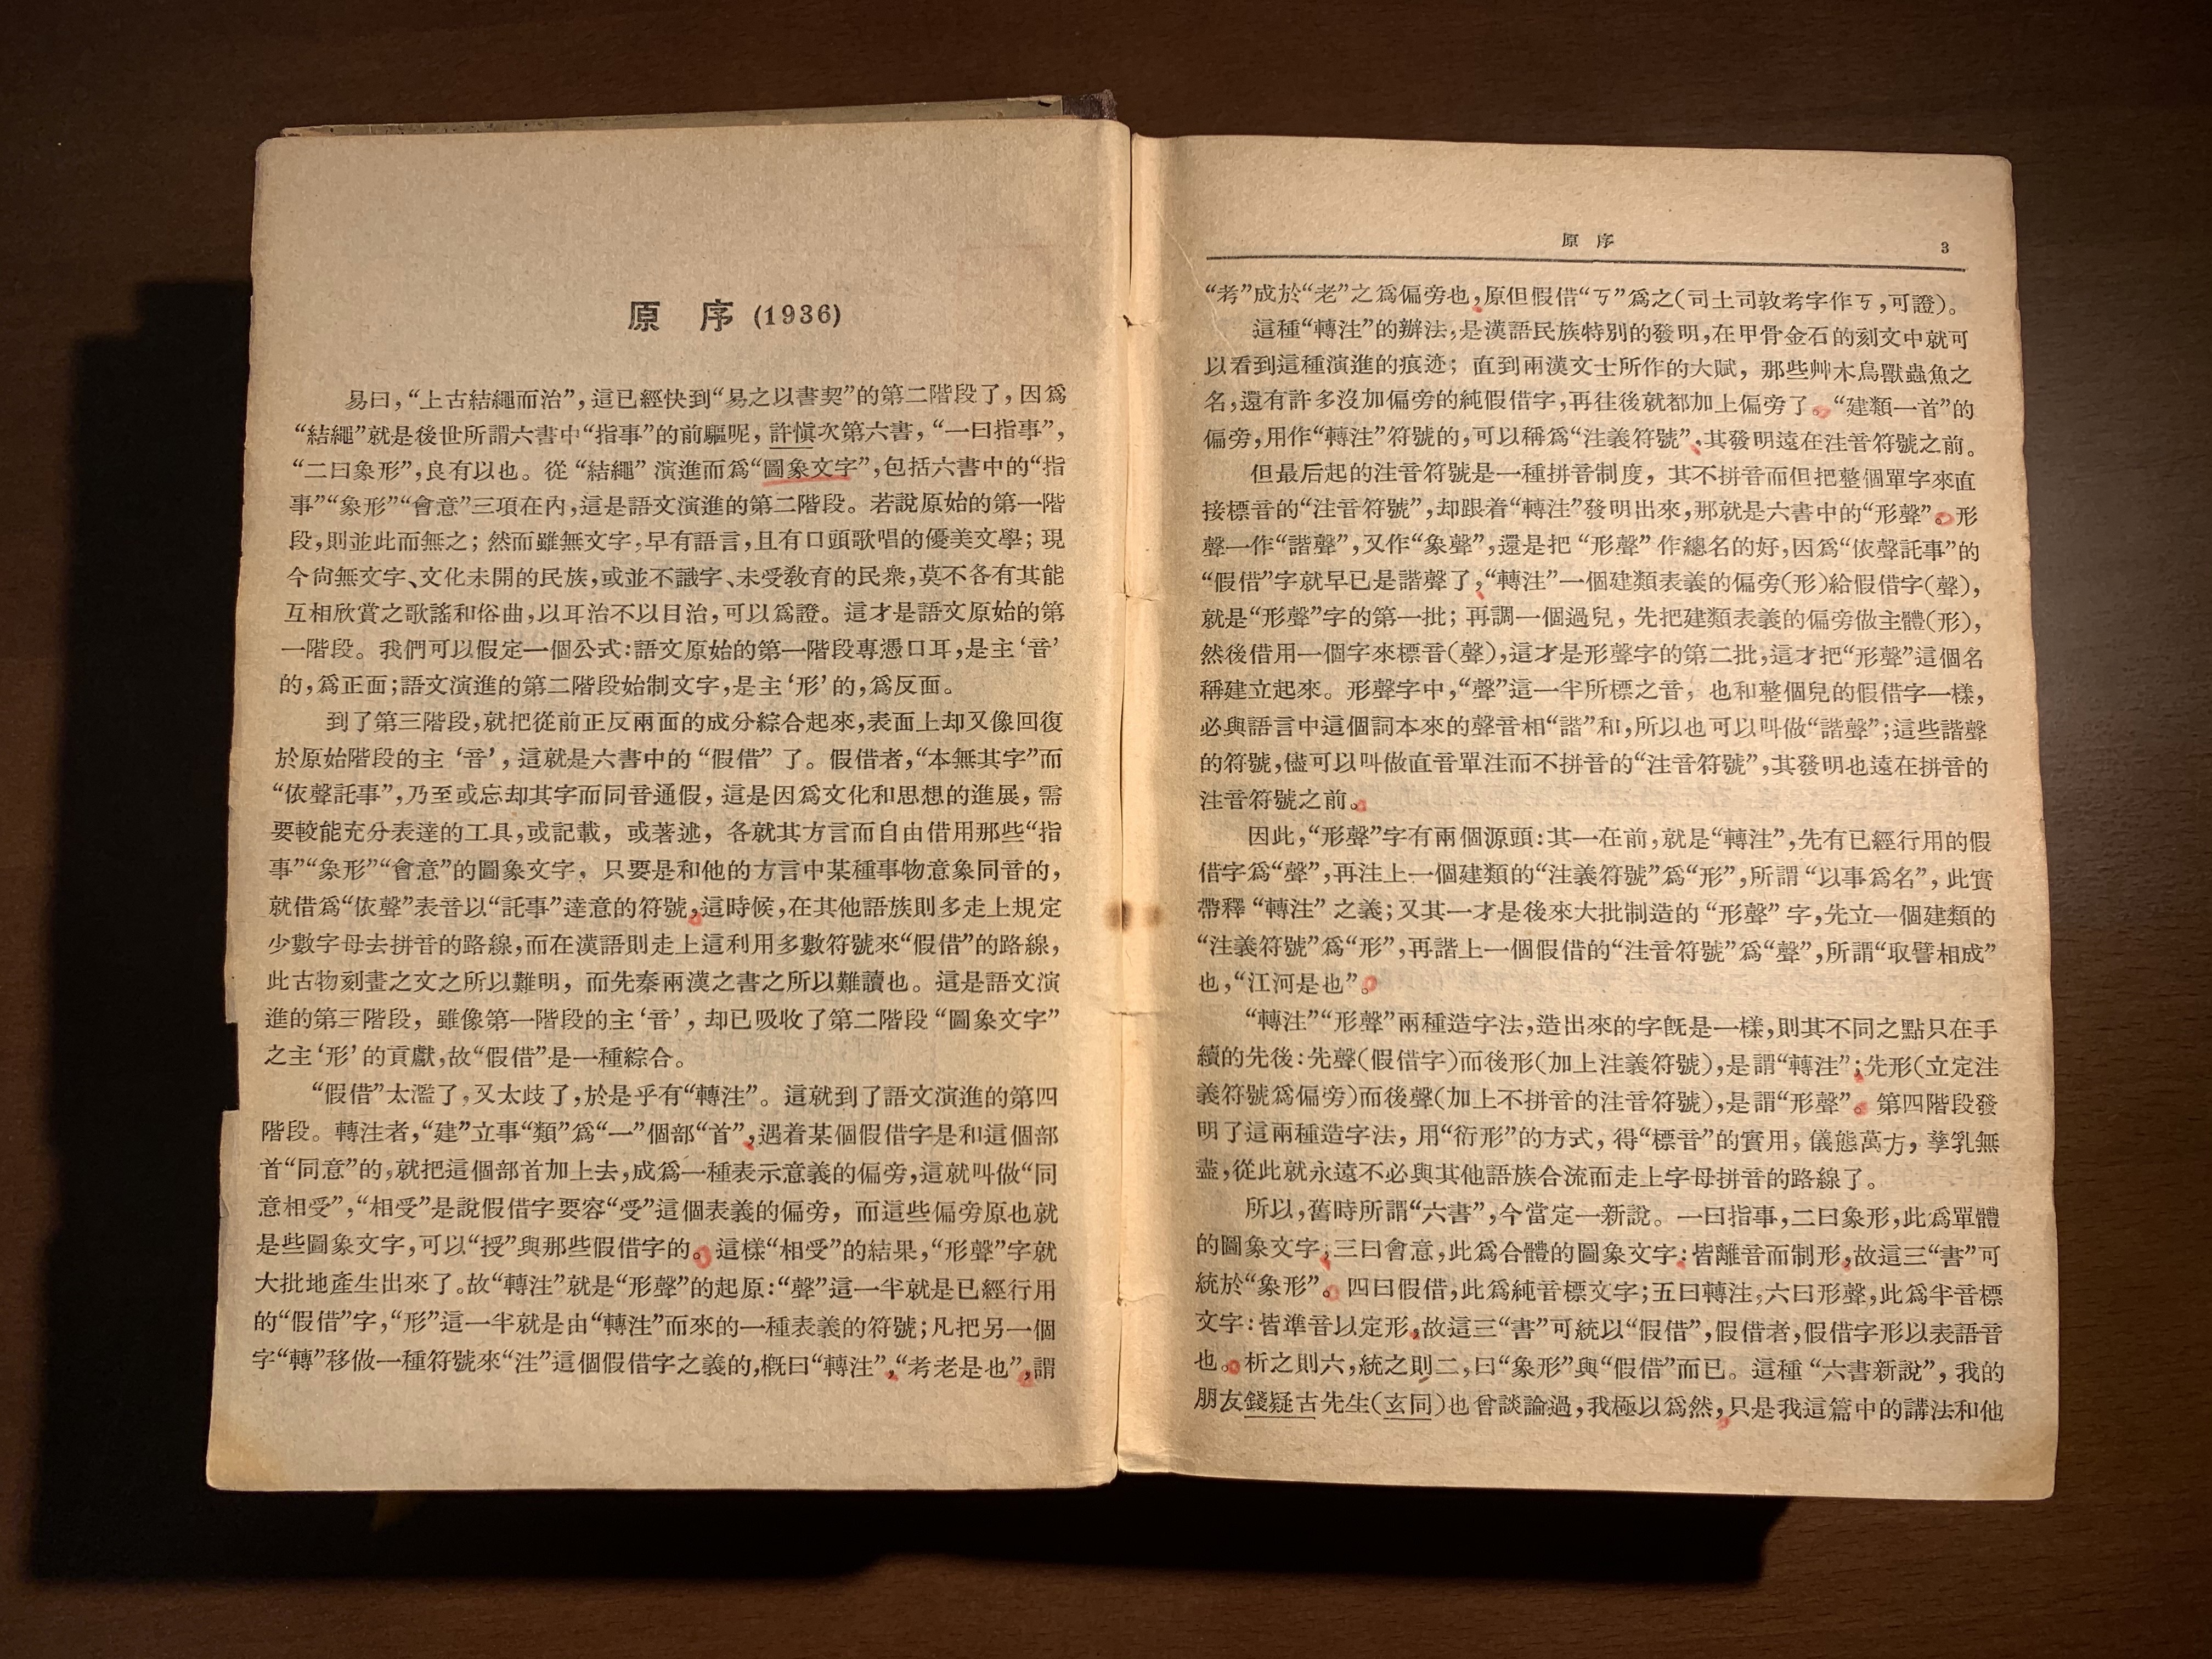 原 序 (1936)
易曰,“上古結繩而治”,這已經快到“易之以書契”的第二階段了,因爲
“結繩”就是後世所謂六書中“指事”的前驅呢,許愼次第六書,“一曰指事”,
“二曰象形”,良有以也。從“結繩”演進而爲“圖象文字”,包括六書中的“指
事”“象形”“會意”三項在內,這是語文演進的第二階段。若說原始的第一階
段,則並此而無之;然而雖無文字,早有語言,且有口頭歌唱的優美文學;現
今尙無文字、文化未開的民族,或並不識字、未受敎育的民衆,莫不各有其能
互相欣賞之歌謠和俗曲,以耳治不以目治,可以爲證。這才是語文原始的第
一階段。我們可以假定一個公式:語文原始的第一階段專憑口耳,是主‘音’
的,爲正面;語文演進的第二階段始制文字,是主‘形’的,爲反面。
到了第三階段,就把從前正反兩面的成分綜合起來,表面上却又像回復
於原始階段的主‘音’,這就是六書中的“假借”了。假借者,“本無其字”而
“依聲託事”,乃至或忘却其字而同音通假,這是因爲文化和思想的進展,需
要較能充分表達的工具,或記載,或著述,各就其方言而自由借用那些“指
事”“象形”“會意”的圖象文字,只要是和他的方言中某種事物意象同音的,
就借爲“依聲”表音以“託事”達意的符號,這時候,在其他語族則多走上規定
少數字母去拼音的路線,而在漢語則走上這利用多數符號來“假借”的路線,
此古物刻畫之文之所以難明,而先秦兩漢之書之所以難讀也。這是語文演
進的第三階段,雖像第一階段的主‘音’,却已吸收了第二階段“圖象文字”
之主‘形’的貢獻,故“假借”是一種綜合。
“假借”太濫了,又太歧了,於是乎有“轉注”。這就到了語文演進的第四
階段。轉注者,“建”立事“類”爲“一”個部“首”,遇着某個假借字是和這個部
首“同意”的,就把這個部首加上去,成爲一種表示意義的偏旁,這就叫做“同
意相受”,“相受”是說假借字要容“受”這個表義的偏旁,而這些偏旁原也就
是些圖象文字,可以“授”與那些假借字的。這樣“相受”的結果,“形聲”字就
大批地產生出來了。故“轉注”就是“形聲”的起原:“聲”這一半就是已經行用
的“假借”字,“形”這一半就是由“轉注”而來的一種表義的符號;凡把另一個
字“轉”移做一種符號來“注”這個假借字之義的,槪曰“轉注”,“考老是也”,謂
原 序 3
“考”成於“老”之爲偏旁也,原但假借“丂”爲之(司土司敦考字作丂,可證)。
這種“轉注”的辦法,是漢語民族特別的發明,在甲骨金石的刻文中就可
以看到這種演進的痕迹;直到兩漢文士所作的大賦,那些艸木鳥獸蟲魚之
名,還有許多沒加偏旁的純假借字,再往後就都加上偏旁了。“建類一首”的
偏旁,用作“轉注”符號的,可以稱爲“注義符號”,其發明遠在注音符號之前。
但最后起的注音符號是一種拼音制度,其不拼音而但把整個單字來直
接標音的“注音符號”,却跟着“轉注”發明出來,那就是六書中的“形聲”。形
聲一作“諧聲”,又作“象聲”,還是把“形聲”作總名的好,因爲“依聲託事”的
“假借”字就早已是諧聲了,“轉注”一個建類表義的偏旁(形)給假借字(聲),
就是“形聲”字的第一批;再調一個過兒,先把建類表義的偏旁做主體(形),
然後借用一個字來標音(聲),這才是形聲字的第二批,這才把“形聲”這個名
稱建立起來。形聲字中,“聲”這一半所標之音,也和整個兒的假借字一樣,
必與語言中這個詞本來的聲音相“諧”和,所以也可以叫做“諧聲”;這些諧聲
的符號,儘可以叫做直音單注而不拼音的“注音符號”,其發明也遠在拼音的
注音符號之前。
因此,“形聲”字有兩個源頭:其一在前,就是“轉注”,先有已經行用的假
借字爲“聲”,再注上一個建類的“注義符號”爲“形”,所謂“以事爲名”,此實
帶釋“轉注”之義;又其一才是後來大批制造的“形聲”字,先立一個建類的
“注義符號”爲“形”,再諧上一個假借的“注音符號”爲“聲”,所謂“取譬相成”
也,“江河是也”。
“轉注”“形聲”兩種造字法,造出來的字旣是一樣,則其不同之點只在手
續的先後:先聲(假借字)而後形(加上注義符號),是謂“轉注”;先形(立定注
義符號爲偏旁)而後聲(加上不拼音的注音符號),是謂“形聲”。第四階段發
明了這兩種造字法,用“衍形”的方式,得“標音”的實用,儀態萬方,孳乳無
盡,從此就永遠不必與其他語族合流而走上字母拼音的路線了。
所以,舊時所謂“六書”,今當定一新說。一曰指事,二曰象形,此爲單體
的圖象文字;三曰會意,此爲合體的圖象文字:皆離音而制形,故這三“書”可
統於“象形”。四曰假借,此爲純音標文字;五曰轉注,六曰形聲,此爲半音標
文字:皆準音以定形,故這三“書”可統以“假借”,假借者,假借字形以表語音
也。析之則六,統之則二,曰“象形”與“假借”而已。這種“六書新說”,我的
朋友錢疑古先生(玄同)也曾談論過,我極以爲然,只是我這篇中的講法和他